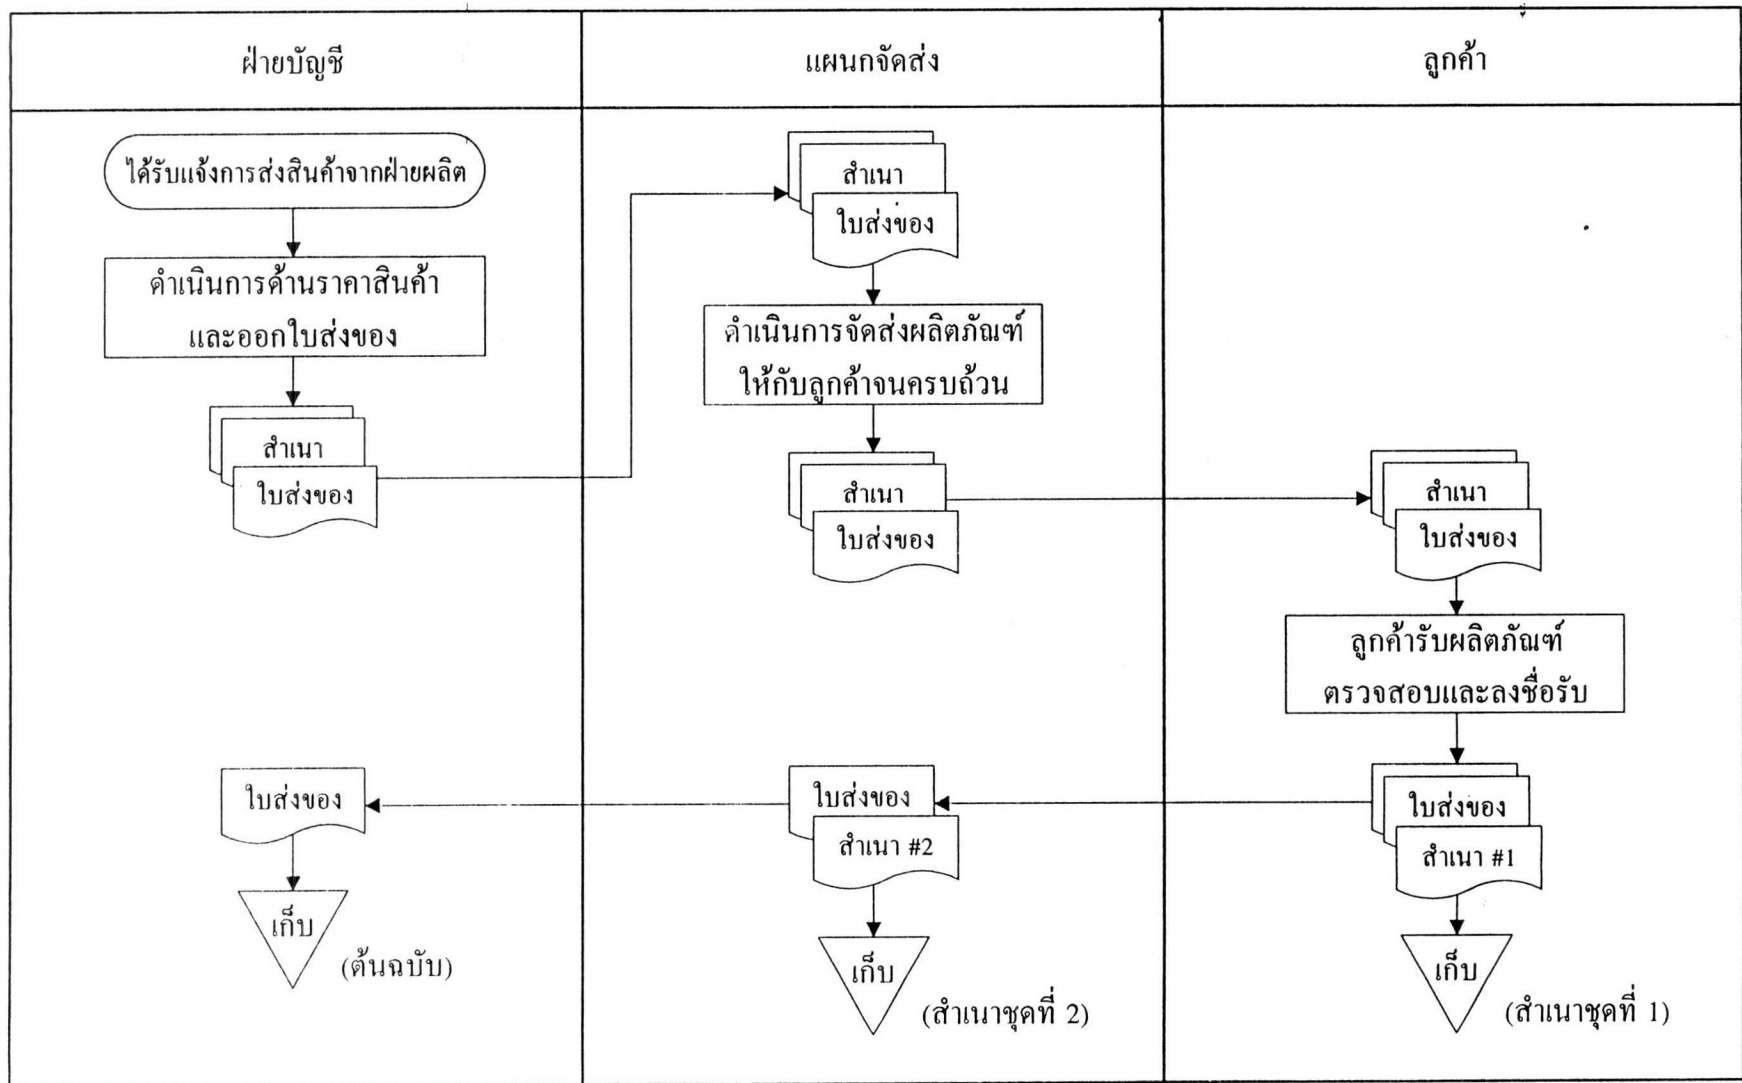 ฝ่ายบัญชี
แผนกจัดส่ง
ลูกค้า
ได้รับแจ้งการส่งสินค้าจากฝ่ายผลิต
ดำเนินการด้านราคาสินค้า
และออกใบส่งของ
สำเนา
ใบส่งของ
สำเนา
ใบส่งของ
ดำเนินการจัดส่งผลิตภัณฑ์
ให้กับลูกค้าจนครบถ้วน
สำเนา
ใบส่งของ
สำเนา
ใบส่งของ
ลูกค้ารับผลิตภัณฑ์
ตรวจสอบและลงชื่อรับ
ใบส่งของ
สำเนา #1
ใบส่งของ
สำเนา #2
ใบส่งของ
เก็บ
(ต้นฉบับ)
เก็บ
(สำเนาชุดที่ 2)
เก็บ
(สำเนาชุดที่ 1)